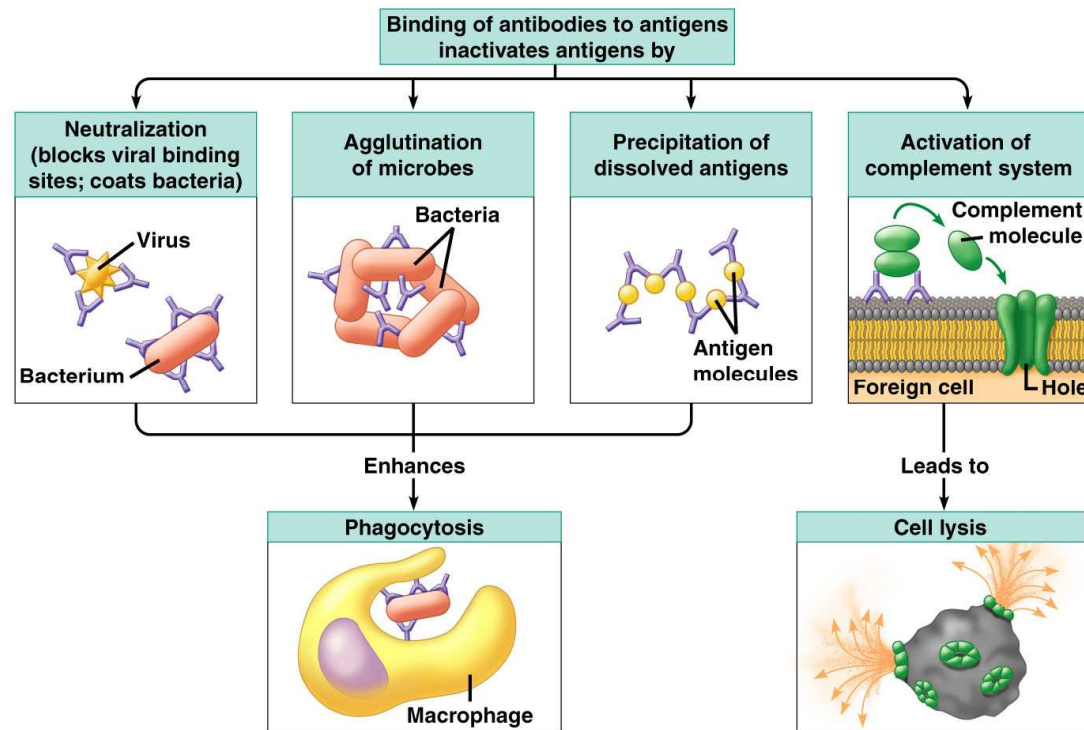 Binding of antibodies to antigens
inactivates antigens by
Neutralization
(blocks viral binding
sites; coats bacteria)
Agglutination
of microbes
Precipitation of
dissolved antigens
Activation of
complement system
Virus
Bacterium
Bacteria
Antigen
molecules
Complement
molecule
Foreign cell
Hole
Enhances
Leads to
Phagocytosis
Macrophage
Cell lysis